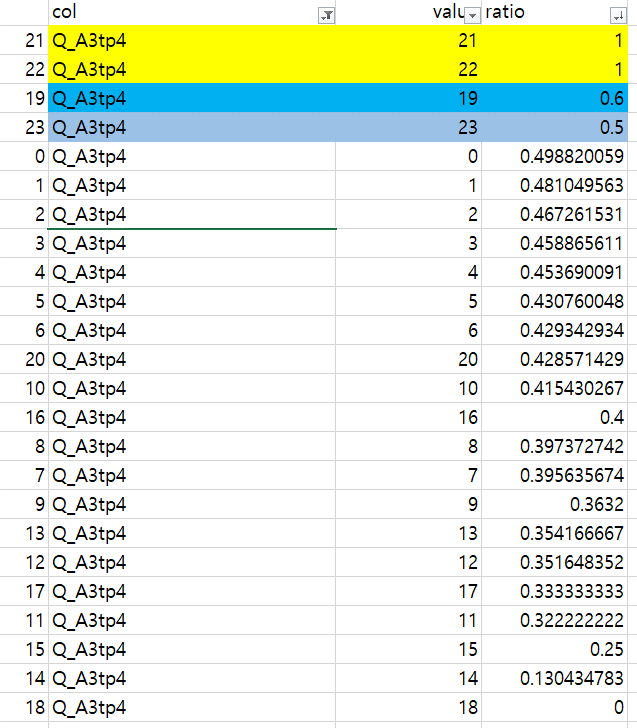 col valu ratio
21 Q_A3tp4 21 1
22 Q_A3tp4 22 1
19 Q_A3tp4 19 0.6
23 Q_A3tp4 23 0.5
0 Q_A3tp4 0 0.498820059
1 Q_A3tp4 1 0.481049563
2 Q_A3tp4 2 0.467261531
3 Q_A3tp4 3 0.458865611
4 Q_A3tp4 4 0.453690091
5 Q_A3tp4 5 0.430760048
6 Q_A3tp4 6 0.429342934
20 Q_A3tp4 20 0.428571429
10 Q_A3tp4 10 0.415430267
16 Q_A3tp4 16 0.4
8 Q_A3tp4 8 0.397372742
7 Q_A3tp4 7 0.395635674
9 Q_A3tp4 9 0.3632
13 Q_A3tp4 13 0.354166667
12 Q_A3tp4 12 0.351648352
17 Q_A3tp4 17 0.333333333
11 Q_A3tp4 11 0.322222222
15 Q_A3tp4 15 0.25
14 Q_A3tp4 14 0.130434783
18 Q_A3tp4 18 0